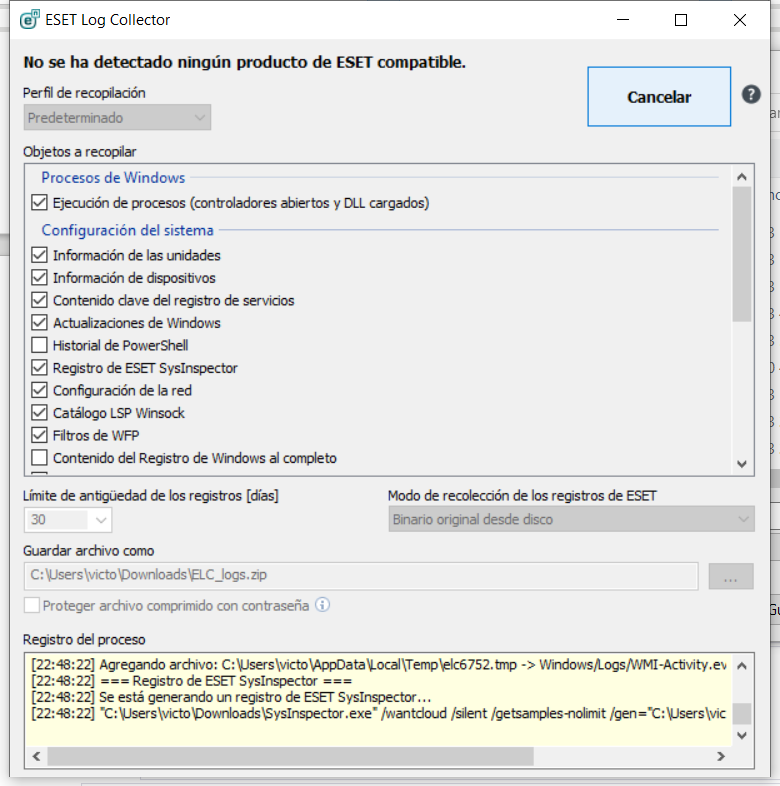 ESET Log Collector
No se ha detectado ningún producto de ESET compatible.
Cancelar
?
Perfil de recopilación
Predeterminado
Objetos a recopilar
Procesos de Windows
Ejecución de procesos (controladores abiertos y DLL cargados)
Configuración del sistema
Información de las unidades
Información de dispositivos
Contenido clave del registro de servicios
Actualizaciones de Windows
Historial de PowerShell
Registro de ESET SysInspector
Configuración de la red
Catálogo LSP Winsock
Filtros de WFP
Contenido del Registro de Windows al completo
Límite de antigüedad de los registros [días]
30
Modo de recolección de los registros de ESET
Binario original desde disco
Guardar archivo como
C:\Users\victo\Downloads\ELC_logs.zip
...
Proteger archivo comprimido con contraseña
Registro del proceso
[22:48:22] Agregando archivo: C:\Users\victo\AppData\Local\Temp\elc6752.tmp -> Windows/Logs/WMI-Activity.ev
[22:48:22] === Registro de ESET SysInspector ===
[22:48:22] Se está generando un registro de ESET SysInspector...
[22:48:22] "C:\Users\victo\Downloads\SysInspector.exe" /wantcloud /silent /getsamples-nolimit /gen="C:\Users\vic